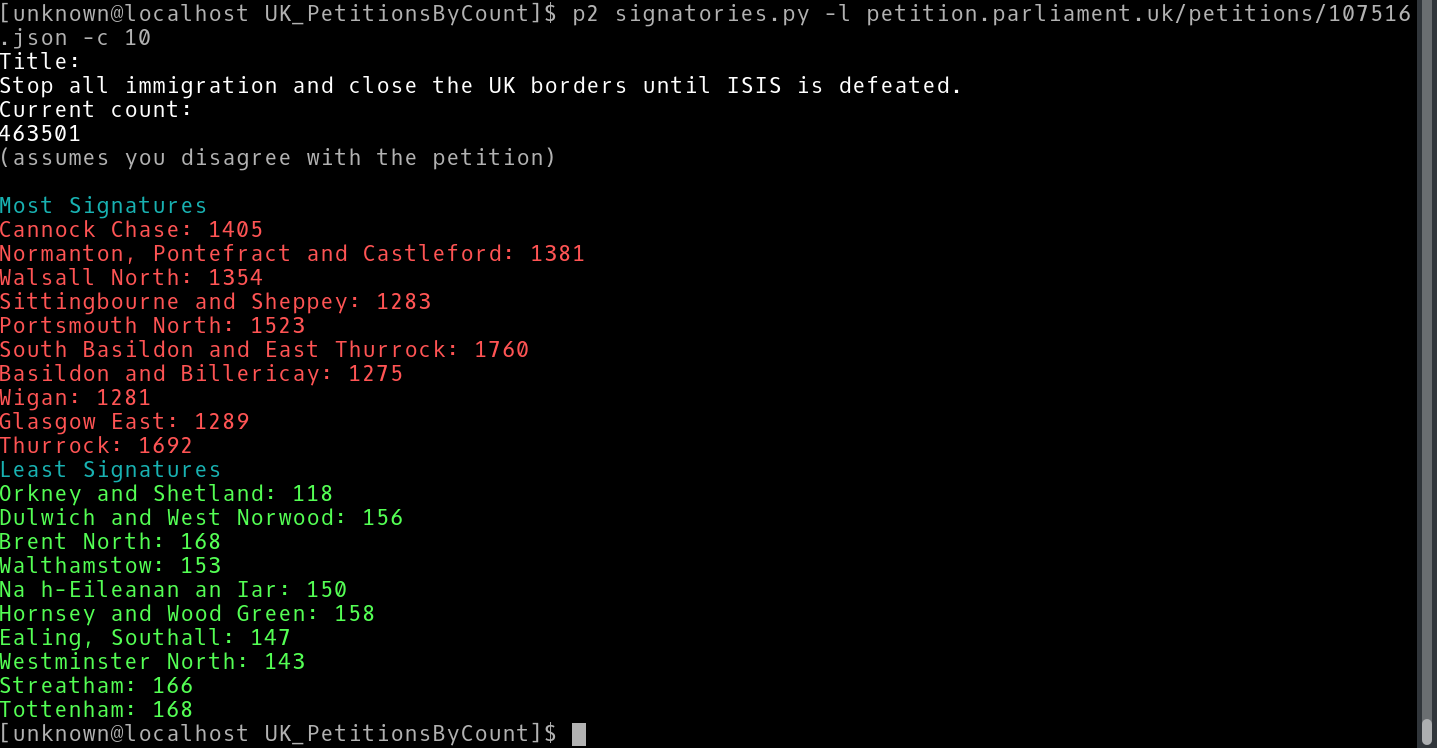 [unknown@localhost UK_PetitionsByCount]$ p2 signatories.py -l petition.parliament.uk/petitions/107516
.json -c 10
Title:
Stop all immigration and close the UK borders until ISIS is defeated.
Current count:
463501
(assumes you disagree with the petition)
Most Signatures
Cannock Chase: 1405
Normanton, Pontefract and Castleford: 1381
Walsall North: 1354
Sittingbourne and Sheppey: 1283
Portsmouth North: 1523
South Basildon and East Thurrock: 1760
Basildon and Billericay: 1275
Wigan: 1281
Glasgow East: 1289
Thurrock: 1692
Least Signatures
Orkney and Shetland: 118
Dulwich and West Norwood: 156
Brent North: 168
Walthamstow: 153
Na h-Eileanan an Iar: 150
Hornsey and Wood Green: 158
Ealing, Southall: 147
Westminster North: 143
Streatham: 166
Tottenham: 168
[unknown@localhost UK_PetitionsByCount]$